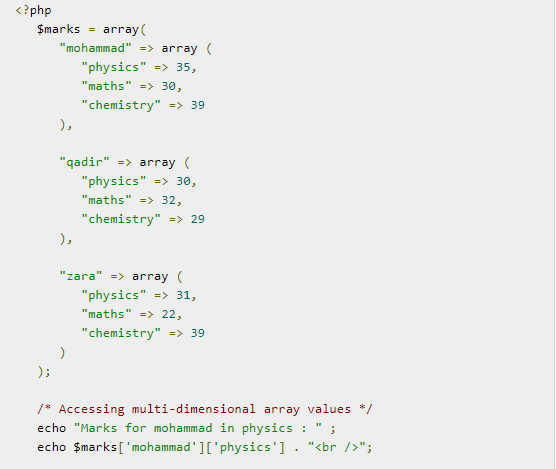 <?php
$marks = array(
"mohammad" => array (
"physics" => 35,
"maths" => 30,
"chemistry" => 39
),
"qadir" => array (
"physics" => 30,
"maths" => 32,
"chemistry" => 29
),
"zara" => array (
"physics" => 31,
"maths" => 22,
"chemistry" => 39
)
);
/* Accessing multi-dimensional array values */
echo "Marks for mohammad in physics : " ;
echo $marks['mohammad']['physics'] . "<br />";